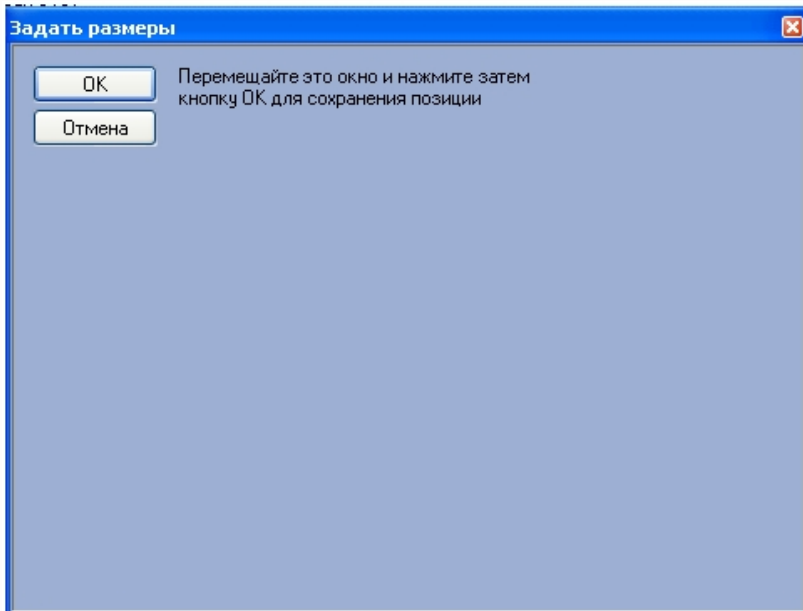 Задать размеры
OK
Перемещайте это окно и нажмите затем
кнопку OK для сохранения позиции
Отмена